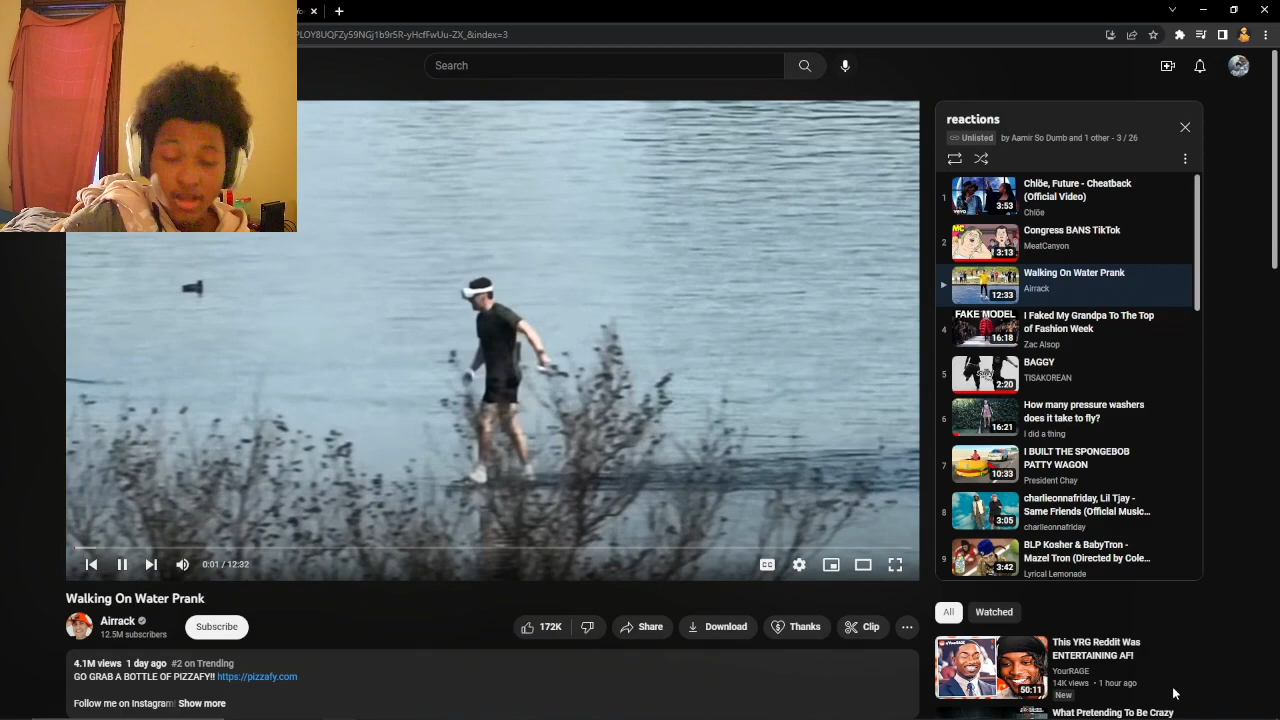 PLOY8UQFZy59NGj1b9r5R-yHcfFwUu-ZX_&index=3
Search
reactions
Unlisted by Aamir So Dumb and 1 other - 3 / 26
1
3:53
Chlöe, Future - Cheatback
(Official Video)
Chlöe
2
MC
3:13
Congress BANS TikTok
MeatCanyon
12:33
Walking On Water Prank
Airrack
4
FAKE MODEL
16:18
I Faked My Grandpa To The Top
of Fashion Week
Zac Alsop
5
2:20
BAGGY
TISAKOREAN
6
16:21
How many pressure washers
does it take to fly?
I did a thing
7
10:33
I BUILT THE SPONGEBOB
PATTY WAGON
President Chay
8
3:05
charlieonnafriday, Lil Tjay -
Same Friends (Official Music...
charlieonnafriday
9
3:42
BLP Kosher & BabyTron -
Mazel Tron (Directed by Cole...
Lyrical Lemonade
0:01 / 12:32
CC
Walking On Water Prank
Airrack
12.5M subscribers
Subscribe
172K
Share
Download
Thanks
Clip
4.1M views 1 day ago #2 on Trending
GO GRAB A BOTTLE OF PIZZAFY!! https://pizzafy.com
Follow me on Instagram Show more
All
Watched
50:11
This YRG Reddit Was
ENTERTAINING AF!
YourRAGE
14K views • 1 hour ago
New
What Pretending To Be Crazy